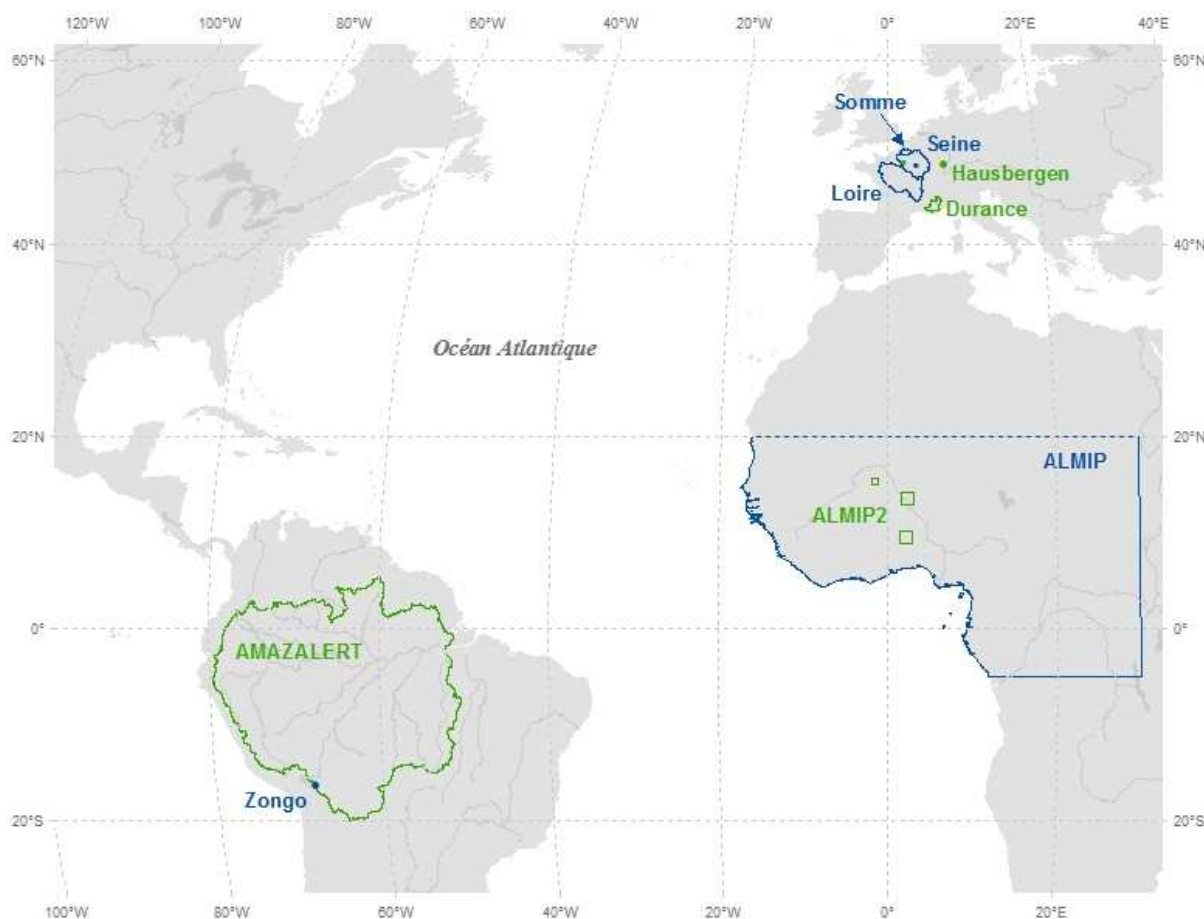 120°W 100°W 80°W 60°W 40°W 20°W 0° 20°E 40°E
60°N 60°N
Somme
Seine
Hausbergen
Loire
Durance
40°N 40°N
Océan Atlantique
20°N 20°N
ALMIP
ALMIP2
0° 0°
AMAZALERT
Zongo
20°S 20°S
100°W 80°W 60°W 40°W 20°W 0° 20°E